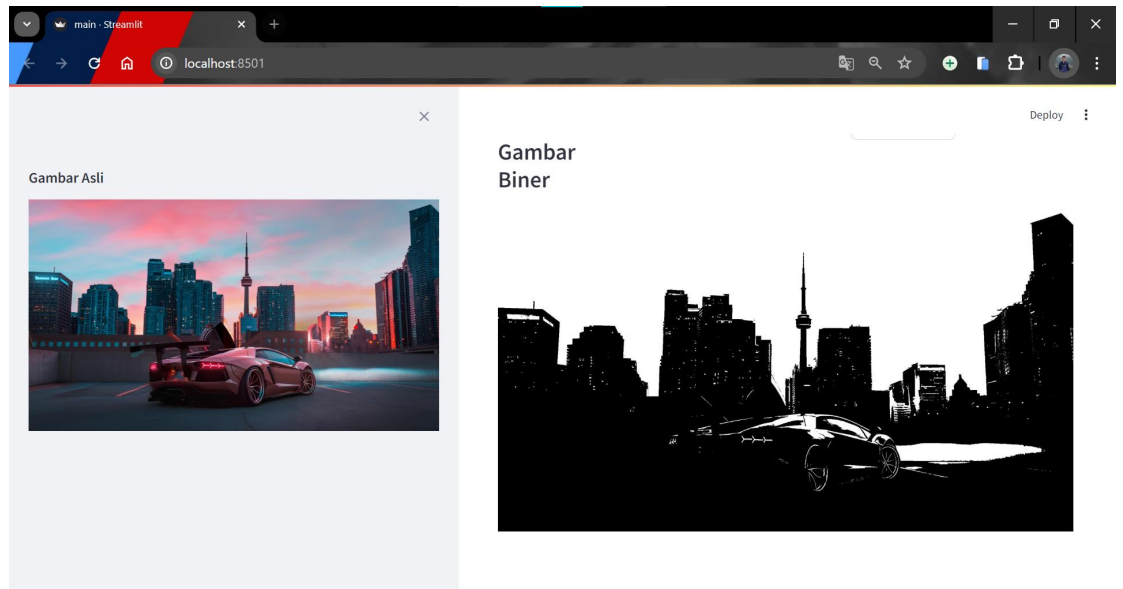 main · Streamlit
localhost:8501
Deploy
Gambar Asli
Gambar
Biner